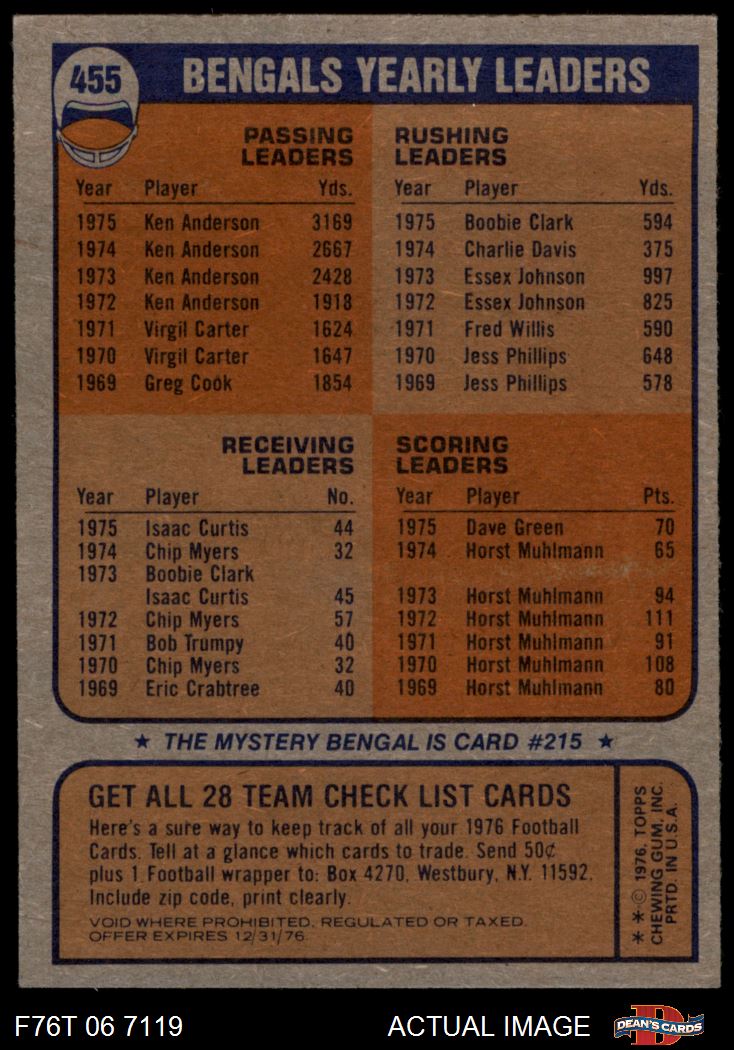 455
BENGALS YEARLY LEADERS
PASSING
LEADERS
Year Player Yds.
1975 Ken Anderson 3169
1974 Ken Anderson 2667
1973 Ken Anderson 2428
1972 Ken Anderson 1918
1971 Virgil Carter 1624
1970 Virgil Carter 1647
1969 Greg Cook 1854
RUSHING
LEADERS
Year Player Yds.
1975 Boobie Clark 594
1974 Charlie Davis 375
1973 Essex Johnson 997
1972 Essex Johnson 825
1971 Fred Willis 590
1970 Jess Phillips 648
1969 Jess Phillips 578
RECEIVING
LEADERS
Year Player No.
1975 Isaac Curtis 44
1974 Chip Myers 32
1973 Boobie Clark
Isaac Curtis 45
1972 Chip Myers 57
1971 Bob Trumpy 40
1970 Chip Myers 32
1969 Eric Crabtree 40
SCORING
LEADERS
Year Player Pts.
1975 Dave Green 70
1974 Horst Muhlmann 65
1973 Horst Muhlmann 94
1972 Horst Muhlmann 111
1971 Horst Muhlmann 91
1970 Horst Muhlmann 108
1969 Horst Muhlmann 80
★ THE MYSTERY BENGAL IS CARD #215 ★
GET ALL 28 TEAM CHECK LIST CARDS
Here's a sure way to keep track of all your 1976 Football
Cards. Tell at a glance which cards to trade. Send 50¢
plus 1 Football wrapper to: Box 4270, Westbury, N.Y. 11592.
Include zip code, print clearly.
VOID WHERE PROHIBITED, REGULATED OR TAXED.
OFFER EXPIRES 12/31/76.
* * © 1976, TOPPS
CHEWING GUM, INC.
PRTD. IN U.S.A.
F76T 06 7119
ACTUAL IMAGE
D
DEAN'S CARDS